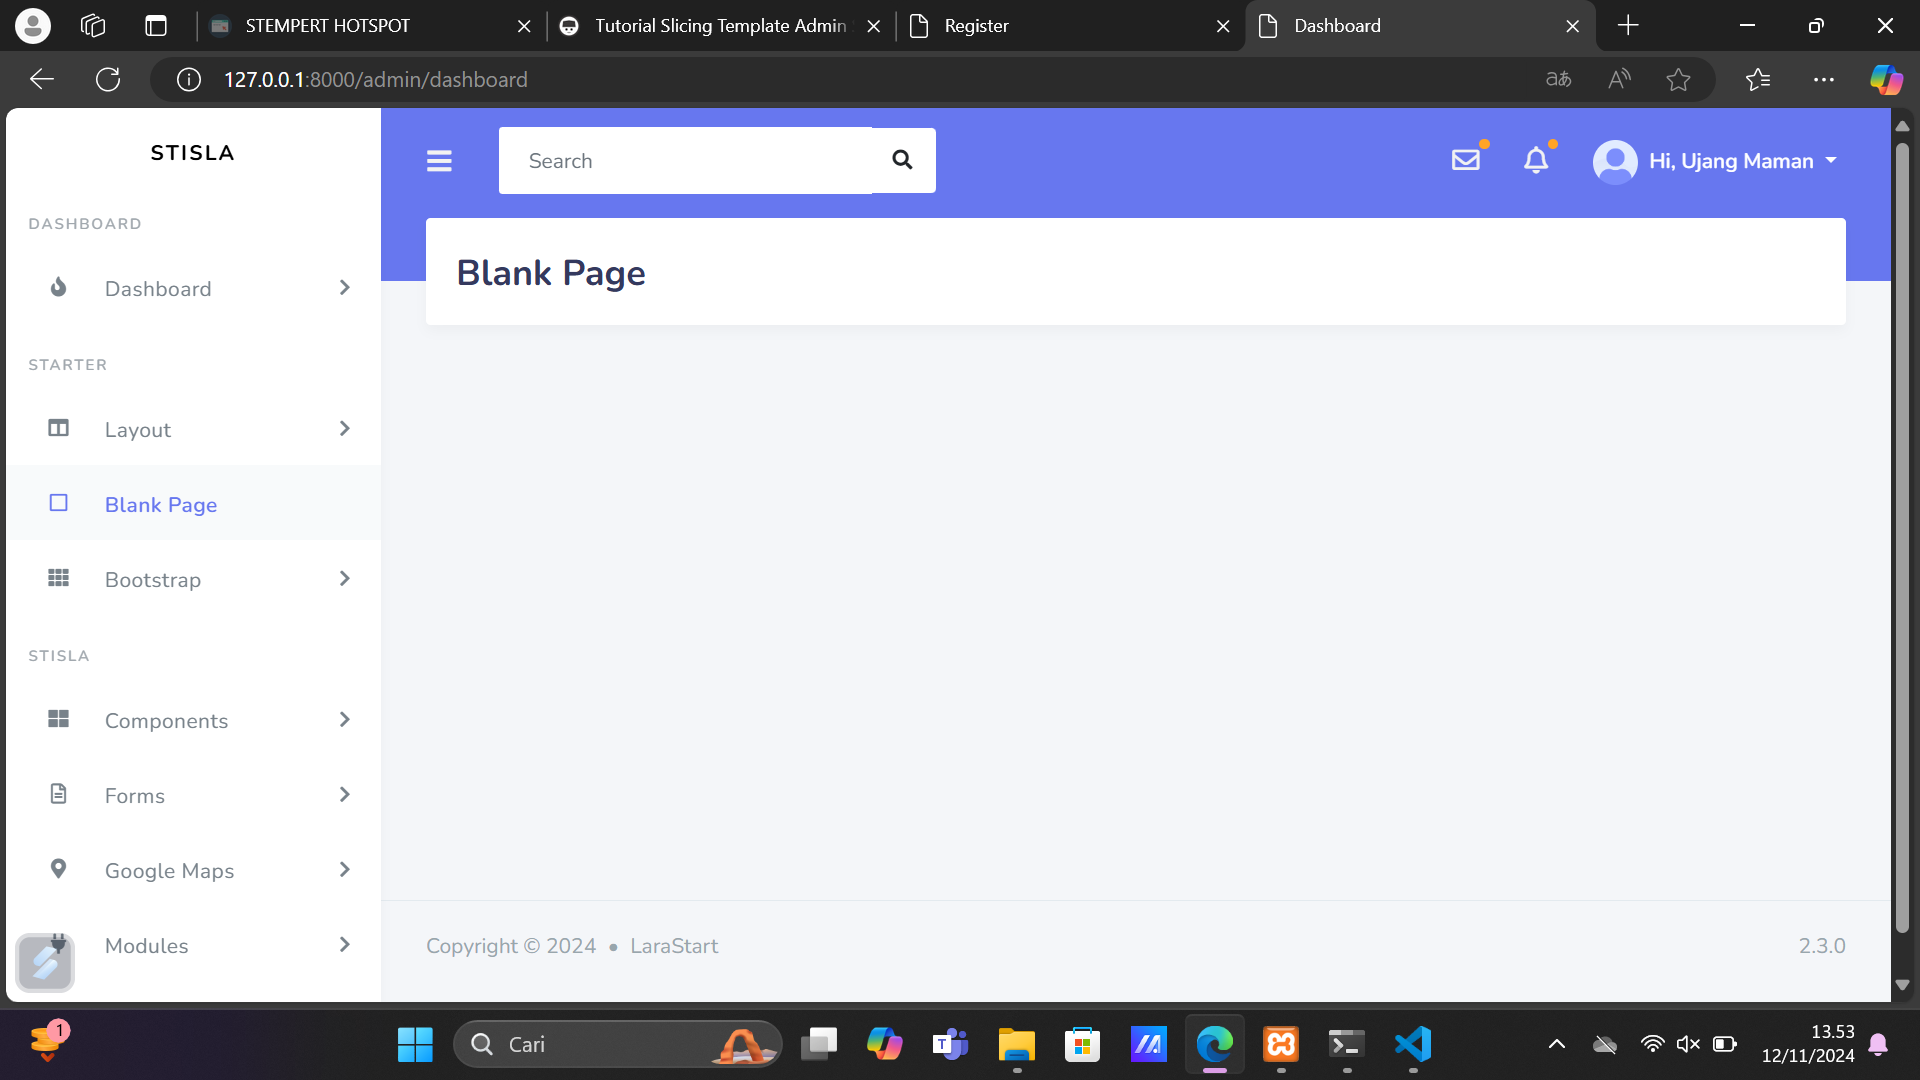 STEMPERT HOTSPOT
Tutorial Slicing Template Admin
Register
Dashboard
127.0.0.1:8000/admin/dashboard
STISLA
Search
Hi, Ujang Maman
DASHBOARD
Dashboard
Blank Page
STARTER
Layout
Blank Page
Bootstrap
STISLA
Components
Forms
Google Maps
Modules
Copyright © 2024 • LaraStart
2.3.0
1
Cari
13.53
12/11/2024